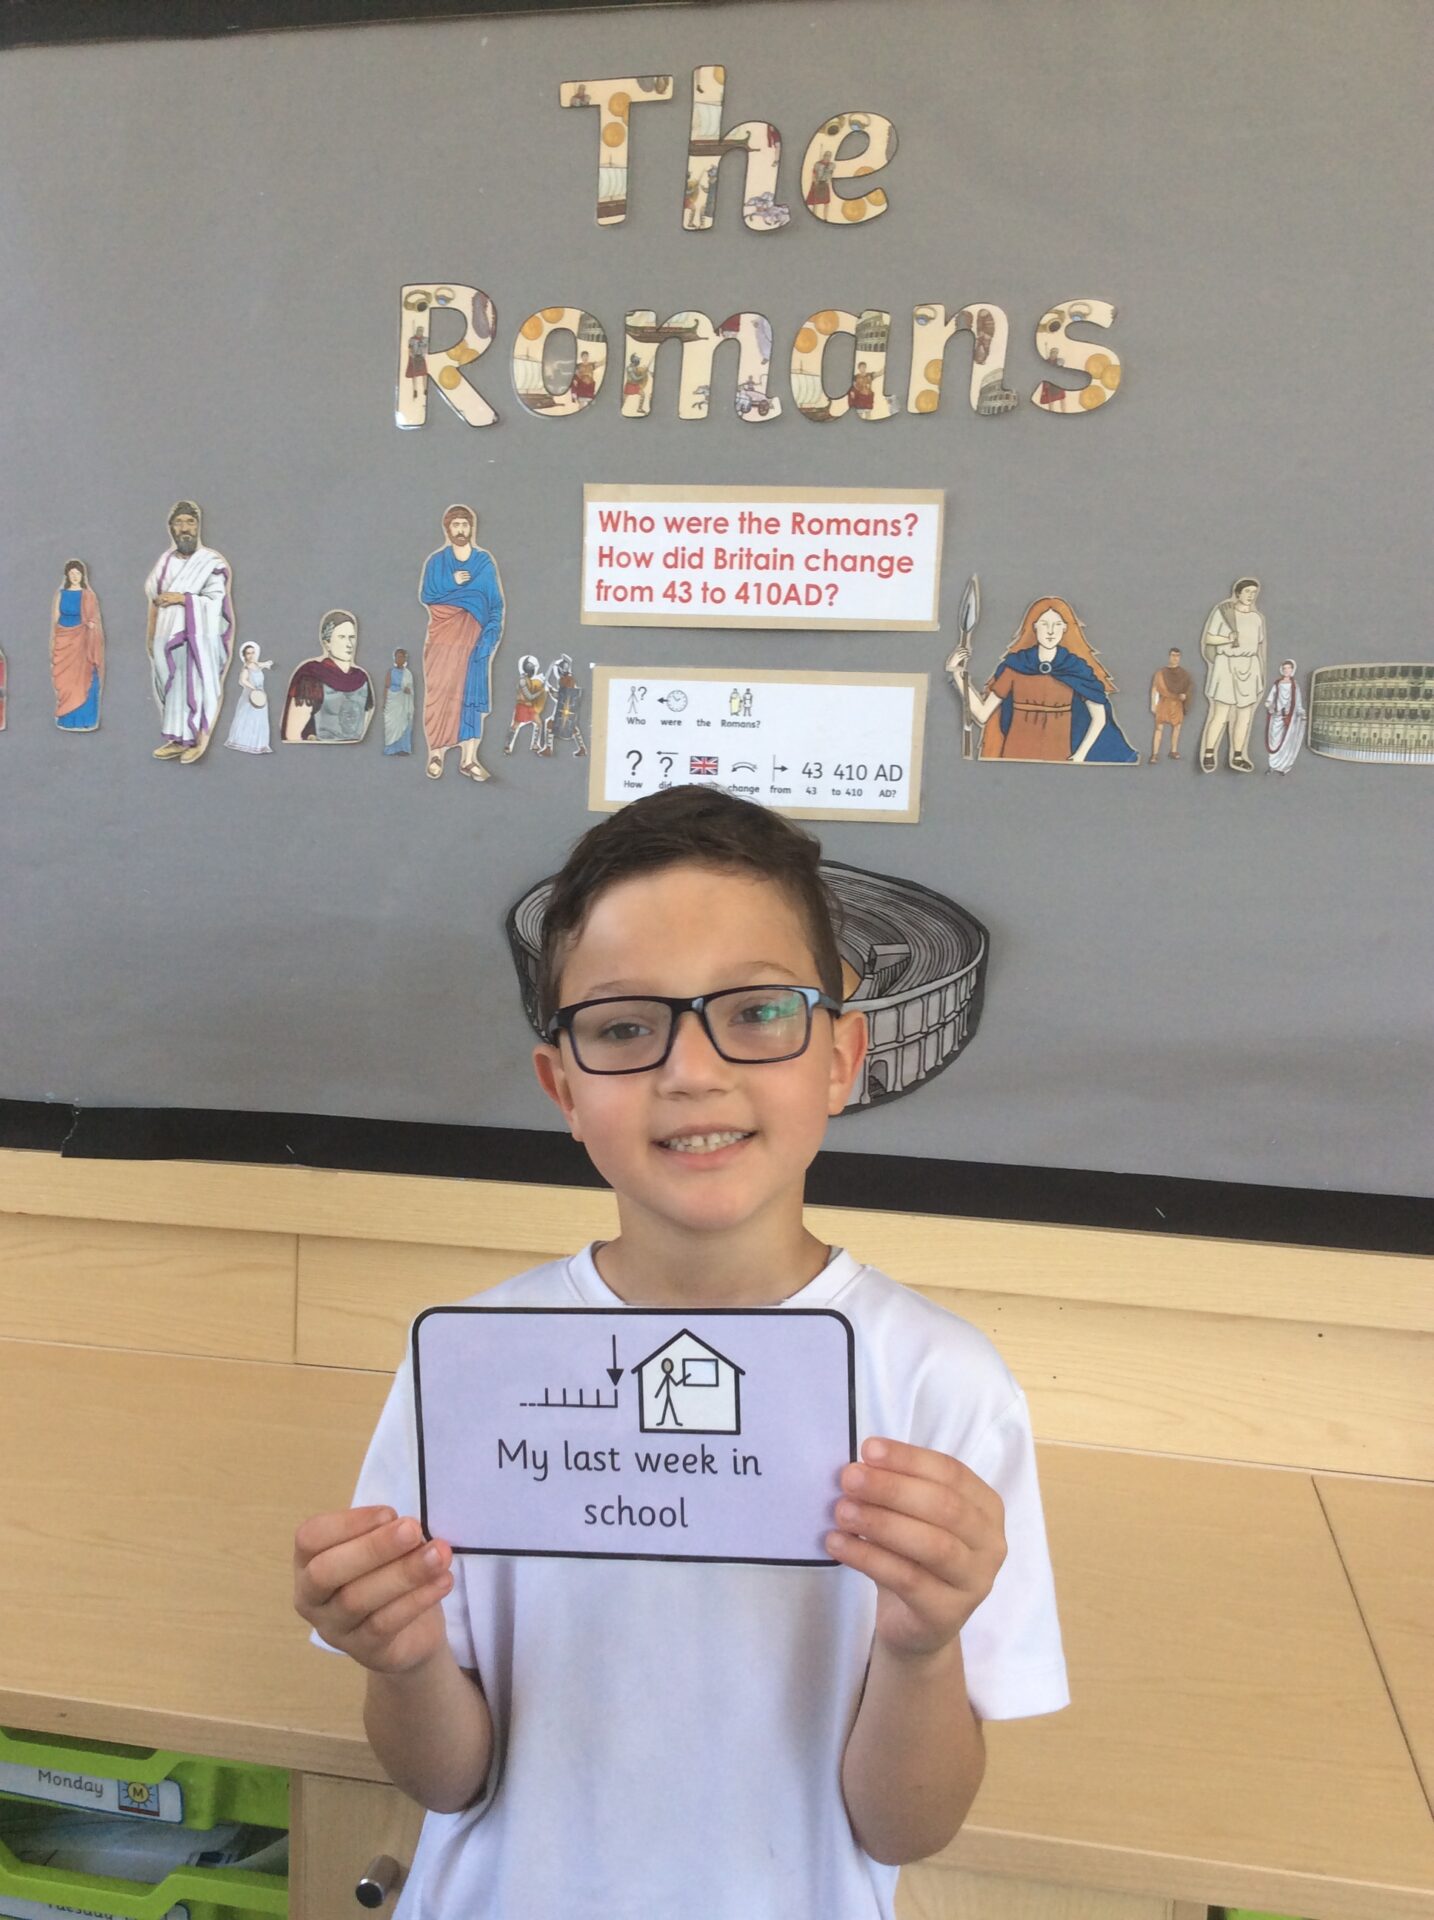 The
Romans
Who were the Romans?
How did Britain change
from 43 to 410AD?
Who were the Romans?
43 410 AD
How did change from 43 to 410 AD?
My last week in
school
Monday
M
Tuesday